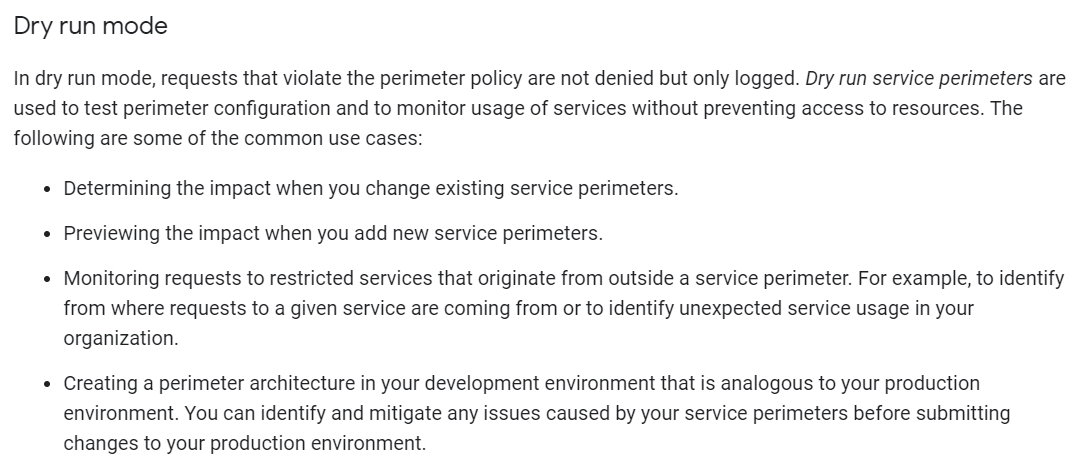 Dry run mode
In dry run mode, requests that violate the perimeter policy are not denied but only logged. Dry run service perimeters are
used to test perimeter configuration and to monitor usage of services without preventing access to resources. The
following are some of the common use cases:
• Determining the impact when you change existing service perimeters.
• Previewing the impact when you add new service perimeters.
• Monitoring requests to restricted services that originate from outside a service perimeter. For example, to identify
from where requests to a given service are coming from or to identify unexpected service usage in your
organization.
• Creating a perimeter architecture in your development environment that is analogous to your production
environment. You can identify and mitigate any issues caused by your service perimeters before submitting
changes to your production environment.